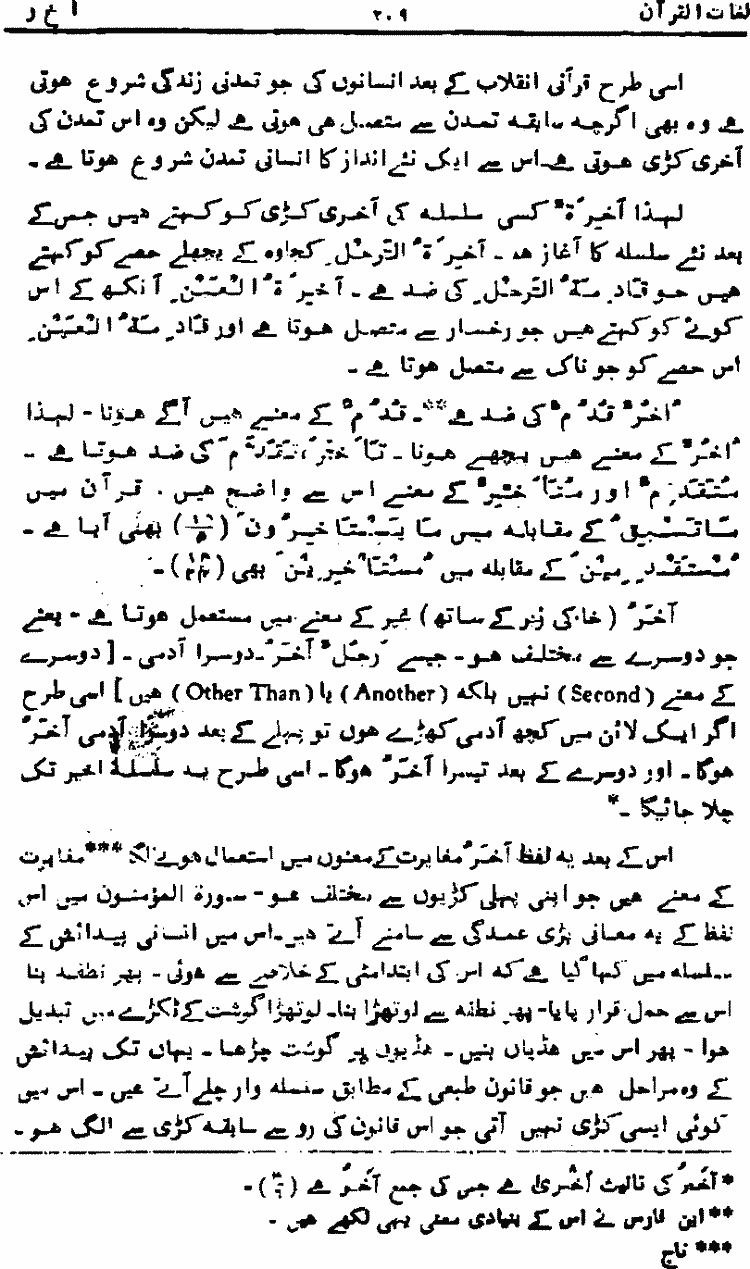 لغات القرآن ۲۰۹ ا خ ر
اسی طرح قرآنی انقلاب کے بعد انسانوں کی جو تمدنی زندگی شروع ہوتی
ہے وہ بھی اگرچہ سابقہ تمدن سے متصل ہی ہوتی ہے لیکن وہ اس تمدن کی
آخری کڑی ہوتی ہے۔ اس سے ایک نئے انداز کا انسانی تمدن شروع ہوتا ہے ۔
لہذا آخِرَۃٌ کسی سلسلہ کی آخری کڑی کو کہتے ہیں جس کے
بعد نئے سلسلہ کا آغاز ہو ۔ آخِرَۃُ الرَّحْلِ کجاوہ کے پچھلے حصے کو کہتے
ہیں جو قَادِمَۃُ الرَّحْلِ کی ضد ہے ۔ آخِرَۃُ الْعَیْنِ آنکھ کے اس
کونے کو کہتے ہیں جو رخسار سے متصل ہوتا ہے اور قَادِمَۃُ الْعَیْنِ
اس حصے کو جو ناک سے متصل ہوتا ہے ۔
اُخُرٌ قُدُمٌ کی ضد ہے** ۔ قُدُمٌ کے معنے ہیں آگے ہونا - لہذا
اُخُرٌ کے معنے ہیں پیچھے ہونا ۔ تَاَخَّرَ، تَقَدَّمَ کی ضد ہوتا ہے ۔
مُتَقَدِّمٌ اور مُتَاَخِّرٌ کے معنے اس سے واضح ہیں . قرآن میں
مَا تَسْبِقُ کے مقابلہ میں مَا یَسْتَاْخِرُوْنَ (۱۵/۵) بھی آیا ہے ۔
مُسْتَقْدِمِیْنَ کے مقابلہ میں مُسْتَاْخِرِیْنَ بھی (۱۵/۲۴) ۔
آخَرُ (خا کی زبر کے ساتھ) غیر کے معنے میں مستعمل ہوتا ہے - یعنے
جو دوسرے سے مختلف ہو ۔ جیسے رَجُلٌ آخَرُ ۔ دوسرا آدمی ۔ [ دوسرے
کے معنے (Second) نہیں بلکہ (Another) یا (Other Than) ہیں ] اسی طرح
اگر ایک لائن میں کچھ آدمی کھڑے ہوں تو پہلے کے بعد دوسرا آدمی آخَرُ
ہوگا ۔ اور دوسرے کے بعد تیسرا آخَرُ ہوگا ۔ اسی طرح یہ سلسلہ اخیر تک
چلا جائیگا ۔*
اس کے بعد یہ لفظ آخَرُ مغایرت کے معنوں میں استعمال ہونے لگا*** مغایرت
کے معنے ہیں جو اپنی پہلی کڑیوں سے مختلف ہو - سورۃ المؤمنون میں اس
لفظ کے یہ معانی بڑی عمدگی سے سامنے آتے ہیں۔ اس میں انسانی پیدائش کے
سلسلہ میں کہا گیا ہے کہ اس کی ابتدا مٹی کے خلاصے سے ہوئی - پھر نطفہ بنا
اس سے حمل قرار پایا - پھر نطفہ سے لوتھڑا بنا۔ لوتھڑا گوشت کے ٹکڑے میں تبدیل
ہوا - پھر اس میں ہڈیاں بنیں ۔ ہڈیوں پر گوشت چڑھا ۔ یہاں تک پیدائش
کے وہ مراحل ہیں جو قانون طبعی کے مطابق سلسلہ وار چلے آتے ہیں ۔ اس میں
کوئی ایسی کڑی نہیں آتی جو اس قانون کی رو سے سابقہ کڑی سے الگ ہو ۔
* آخَرُ کی تانیث اُخْریٰ ہے جس کی جمع اُخَرُ ہے ۔
** ابن فارس نے اس کے بنیادی معنی یہی لکھے ہیں ۔
*** تاج